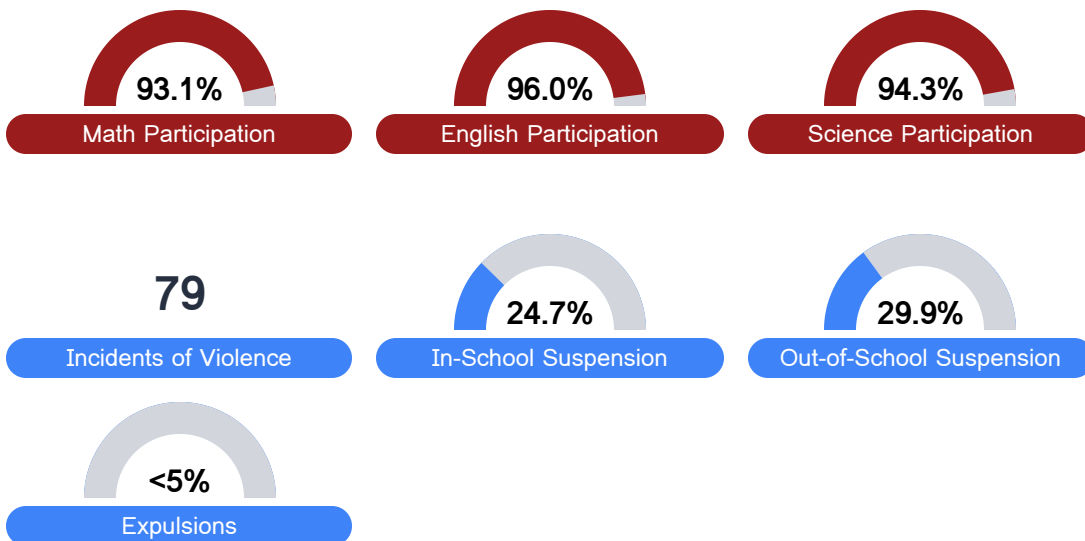 93.1%
Math Participation
96.0%
English Participation
94.3%
Science Participation
79
Incidents of Violence
24.7%
In-School Suspension
29.9%
Out-of-School Suspension
<5%
Expulsions